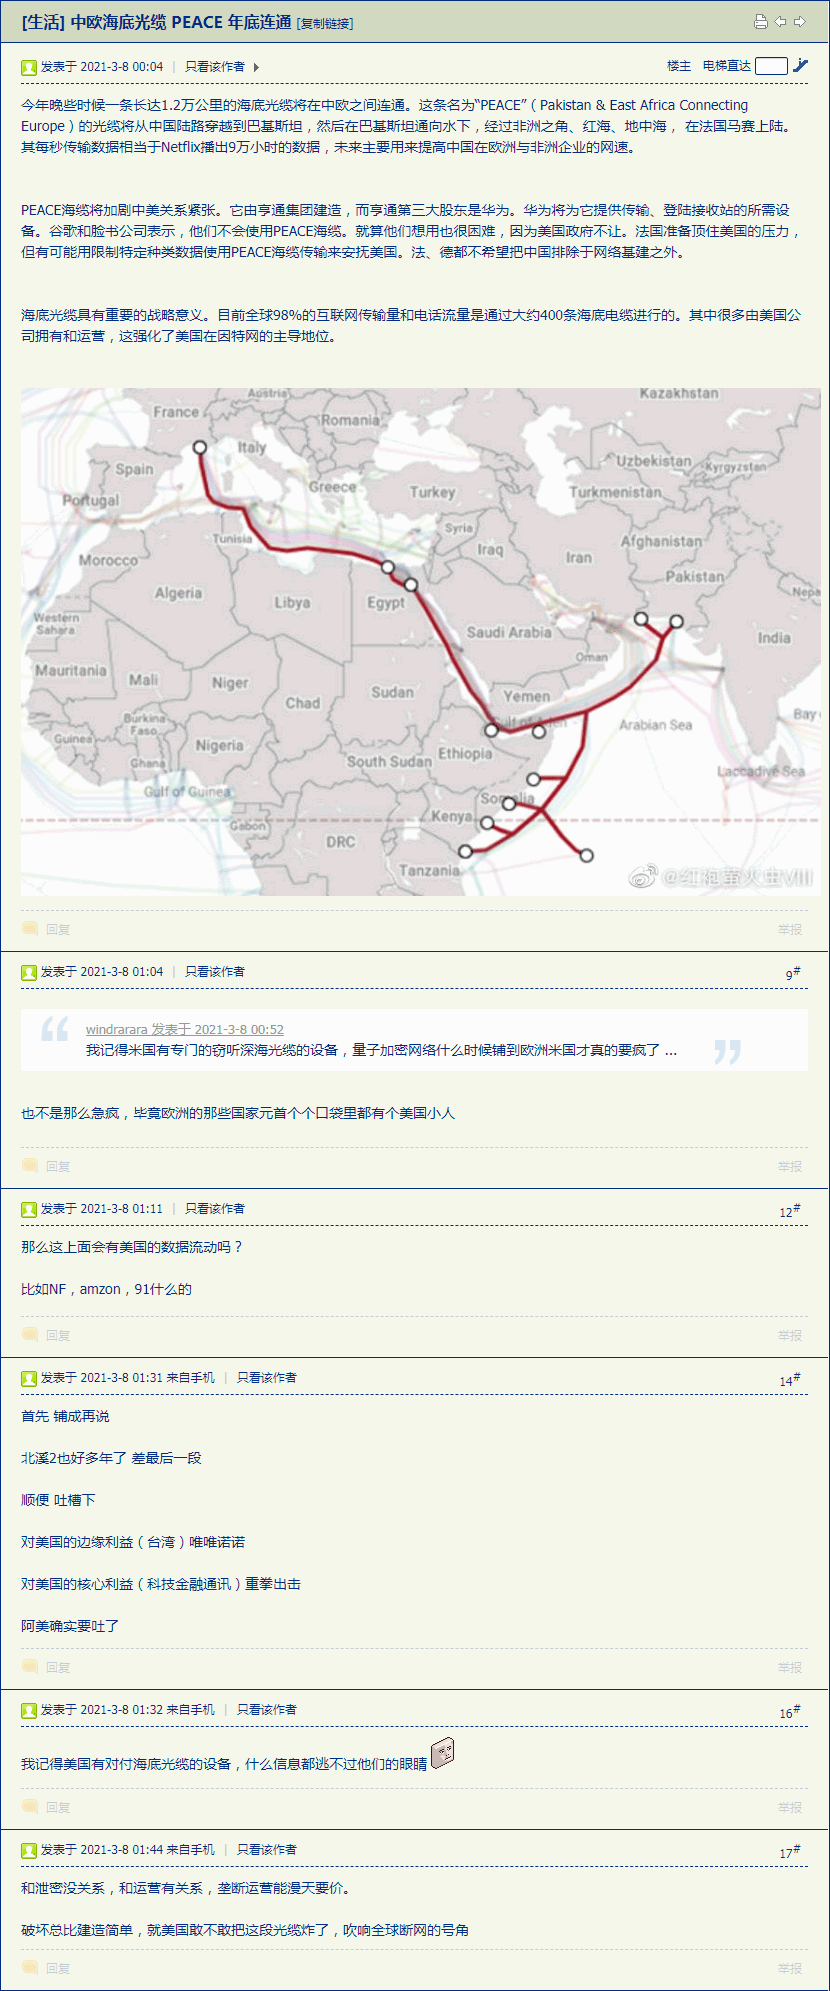 [生活] 中欧海底光缆 PEACE 年底连通 [复制链接]
发表于 2021-3-8 00:04 | 只看该作者
楼主 电梯直达
今年晚些时候一条长达1.2万公里的海底光缆将在中欧之间连通。这条名为“PEACE”（Pakistan & East Africa Connecting
Europe）的光缆将从中国陆路穿越到巴基斯坦，然后在巴基斯坦通向水下，经过非洲之角、红海、地中海， 在法国马赛上陆。
其每秒传输数据相当于Netflix播出9万小时的数据，未来主要用来提高中国在欧洲与非洲企业的网速。
PEACE海缆将加剧中美关系紧张。它由亨通集团建造，而亨通第三大股东是华为。华为将为它提供传输、登陆接收站的所需设
备。谷歌和脸书公司表示，他们不会使用PEACE海缆。就算他们想用也很困难，因为美国政府不让。法国准备顶住美国的压力，
但有可能用限制特定种类数据使用PEACE海缆传输来安抚美国。法、德都不希望把中国排除于网络基建之外。
海底光缆具有重要的战略意义。目前全球98%的互联网传输量和电话流量是通过大约400条海底电缆进行的。其中很多由美国公
司拥有和运营，这强化了美国在因特网的主导地位。
Austria
Kazakhstan
France
Romania
Italy
Uzbekistan
Kyrgyzstan
Spain
Greece
Turkey
Turkmenistan
Portugal
Syria
Tunisia
Afghanistan
Morocco
Iraq
Iran
Pakistan
Algeria
Libya
Egypt
Nepa
Western
Sahara
Saudi Arabia
India
Oman
Mauritania
Mali
Niger
Chad
Sudan
Yemen
Burkina
Faso
Gulf of Aden
Arabian Sea
Bay
Guinea
Nigeria
Ghana
South Sudan
Ethiopia
Laccadive Sea
Gulf of Guinea
Somalia
Gabon
Kenya
DRC
Tanzania
@红袍萤火虫VIII
回复 举报
发表于 2021-3-8 01:04 | 只看该作者
9#
windrarara 发表于 2021-3-8 00:52
我记得米国有专门的窃听深海光缆的设备，量子加密网络什么时候铺到欧洲米国才真的要疯了 ...
也不是那么急疯，毕竟欧洲的那些国家元首个个口袋里都有个美国小人
回复 举报
发表于 2021-3-8 01:11 | 只看该作者
12#
那么这上面会有美国的数据流动吗？
比如NF，amzon，91什么的
回复 举报
发表于 2021-3-8 01:31 来自手机 | 只看该作者
14#
首先 铺成再说
北溪2也好多年了 差最后一段
顺便 吐槽下
对美国的边缘利益（台湾）唯唯诺诺
对美国的核心利益（科技金融通讯）重拳出击
阿美确实要吐了
回复 举报
发表于 2021-3-8 01:32 来自手机 | 只看该作者
16#
我记得美国有对付海底光缆的设备，什么信息都逃不过他们的眼睛
回复 举报
发表于 2021-3-8 01:44 来自手机 | 只看该作者
17#
和泄密没关系，和运营有关系，垄断运营能漫天要价。
破坏总比建造简单，就美国敢不敢把这段光缆炸了，吹响全球断网的号角
回复 举报